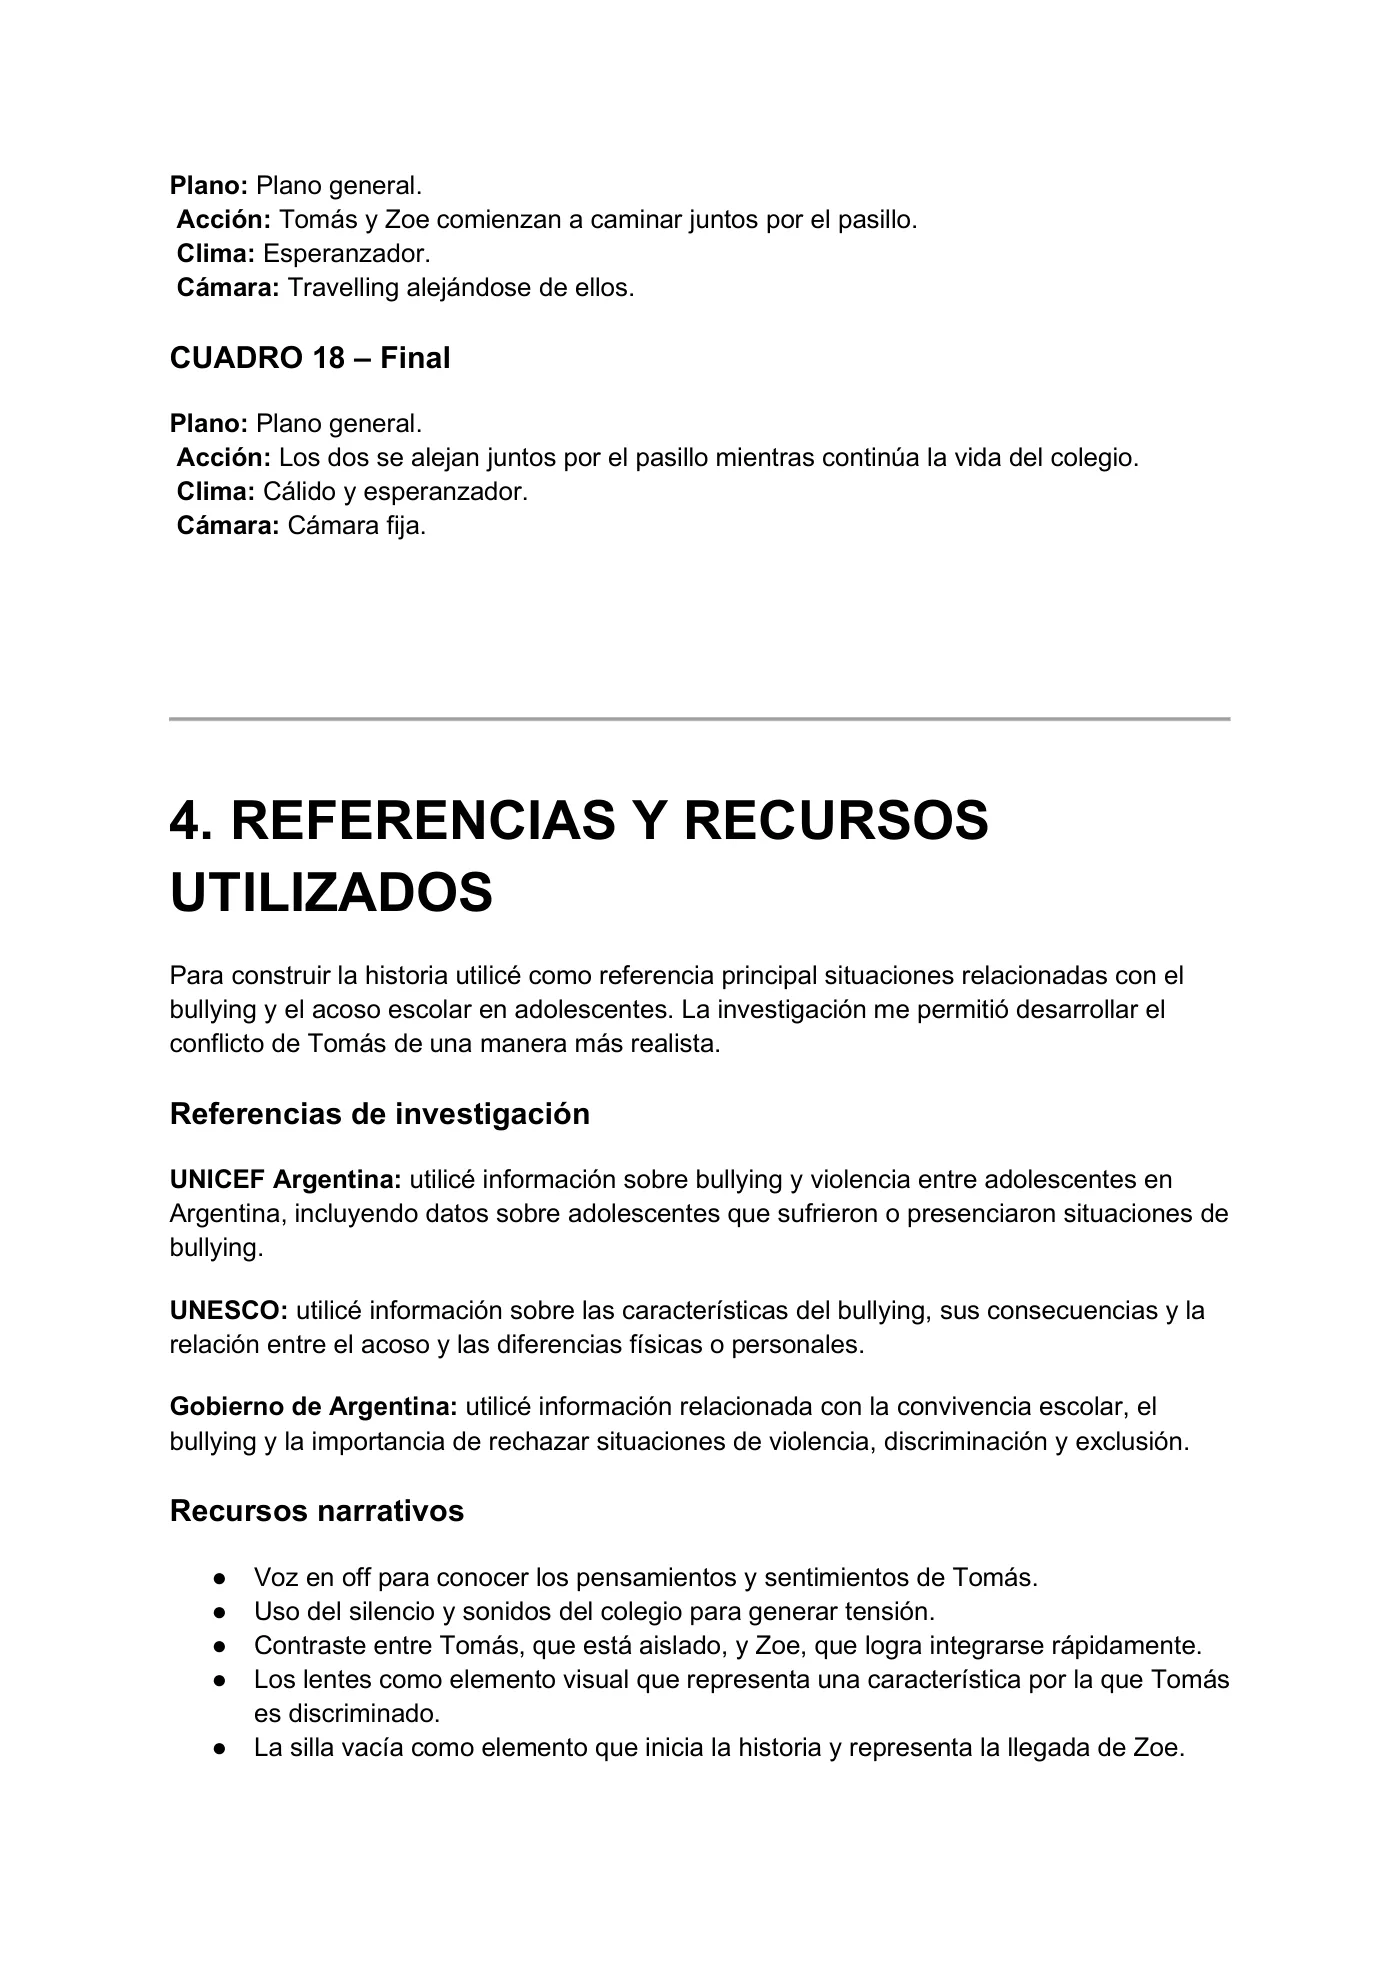 Plano: Plano general.
Acción: Tomás y Zoe comienzan a caminar juntos por el pasillo.
Clima: Esperanzador.
Cámara: Travelling alejándose de ellos.
CUADRO 18 – Final
Plano: Plano general.
Acción: Los dos se alejan juntos por el pasillo mientras continúa la vida del colegio.
Clima: Cálido y esperanzador.
Cámara: Cámara fija.
4. REFERENCIAS Y RECURSOS
UTILIZADOS
Para construir la historia utilicé como referencia principal situaciones relacionadas con el
bullying y el acoso escolar en adolescentes. La investigación me permitió desarrollar el
conflicto de Tomás de una manera más realista.
Referencias de investigación
UNICEF Argentina: utilicé información sobre bullying y violencia entre adolescentes en
Argentina, incluyendo datos sobre adolescentes que sufrieron o presenciaron situaciones de
bullying.
UNESCO: utilicé información sobre las características del bullying, sus consecuencias y la
relación entre el acoso y las diferencias físicas o personales.
Gobierno de Argentina: utilicé información relacionada con la convivencia escolar, el
bullying y la importancia de rechazar situaciones de violencia, discriminación y exclusión.
Recursos narrativos
● Voz en off para conocer los pensamientos y sentimientos de Tomás.
● Uso del silencio y sonidos del colegio para generar tensión.
● Contraste entre Tomás, que está aislado, y Zoe, que logra integrarse rápidamente.
● Los lentes como elemento visual que representa una característica por la que Tomás
es discriminado.
● La silla vacía como elemento que inicia la historia y representa la llegada de Zoe.